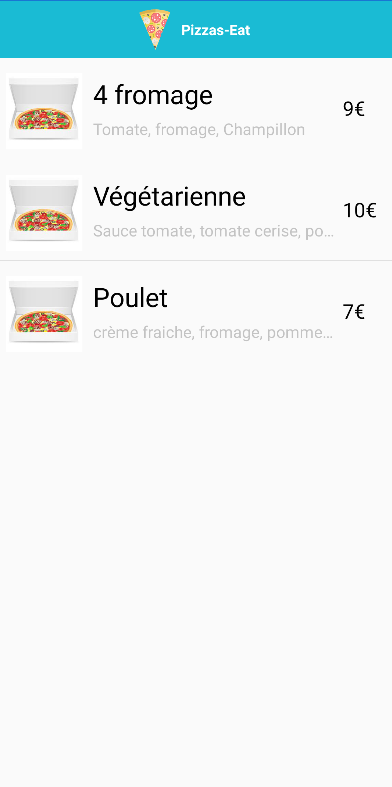 Pizzas-Eat
4 fromage
9€
Tomate, fromage, Champillon
Végétarienne
10€
Sauce tomate, tomate cerise, po...
Poulet
7€
crème fraiche, fromage, pomme...